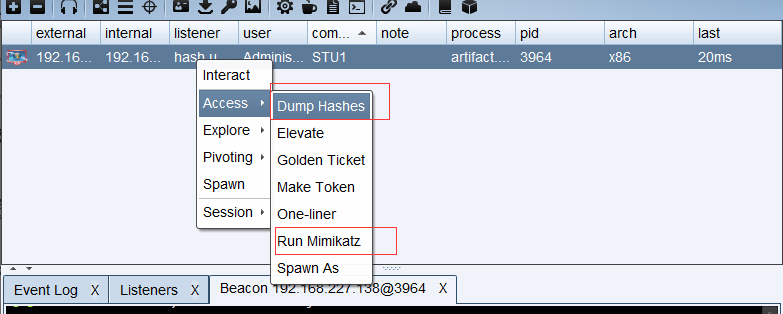 external internal listener user com... note process pid arch last
192.16... 192.16... hash u Adminis... STU1 artifact.... 3964 x86 20ms
Interact
Access
Explore
Pivoting
Spawn
Session
Dump Hashes
Elevate
Golden Ticket
Make Token
One-liner
Run Mimikatz
Spawn As
Event Log X Listeners X Beacon 192.168.227.138@3964 X